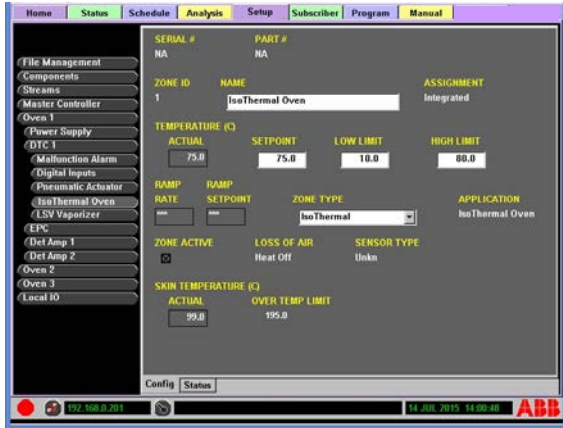 Home Status Schedule Analysis Setup Subscriber Program Manual
File Management
Components
Streams
Master Controller
Oven 1
Power Supply
DTC 1
Malfunction Alarm
Digital Inputs
Pneumatic Actuator
IsoThermal Oven
LSV Vaporizer
EPC
Det Amp 1
Det Amp 2
Oven 2
Oven 3
Local IO
SERIAL # PART #
NA NA
ZONE ID NAME ASSIGNMENT
1 IsoThermal Oven Integrated
TEMPERATURE (C)
ACTUAL SETPOINT LOW LIMIT HIGH LIMIT
75.0 75.0 10.0 80.0
RAMP RAMP
RATE SETPOINT ZONE TYPE APPLICATION
*** *** IsoThermal IsoThermal Oven
ZONE ACTIVE LOSS OF AIR SENSOR TYPE
Heat Off Unkn
SKIN TEMPERATURE (C)
ACTUAL OVER TEMP LIMIT
99.0 195.0
Config Status
192.168.0.201 14 JUL 2015 14:00:48 ABB